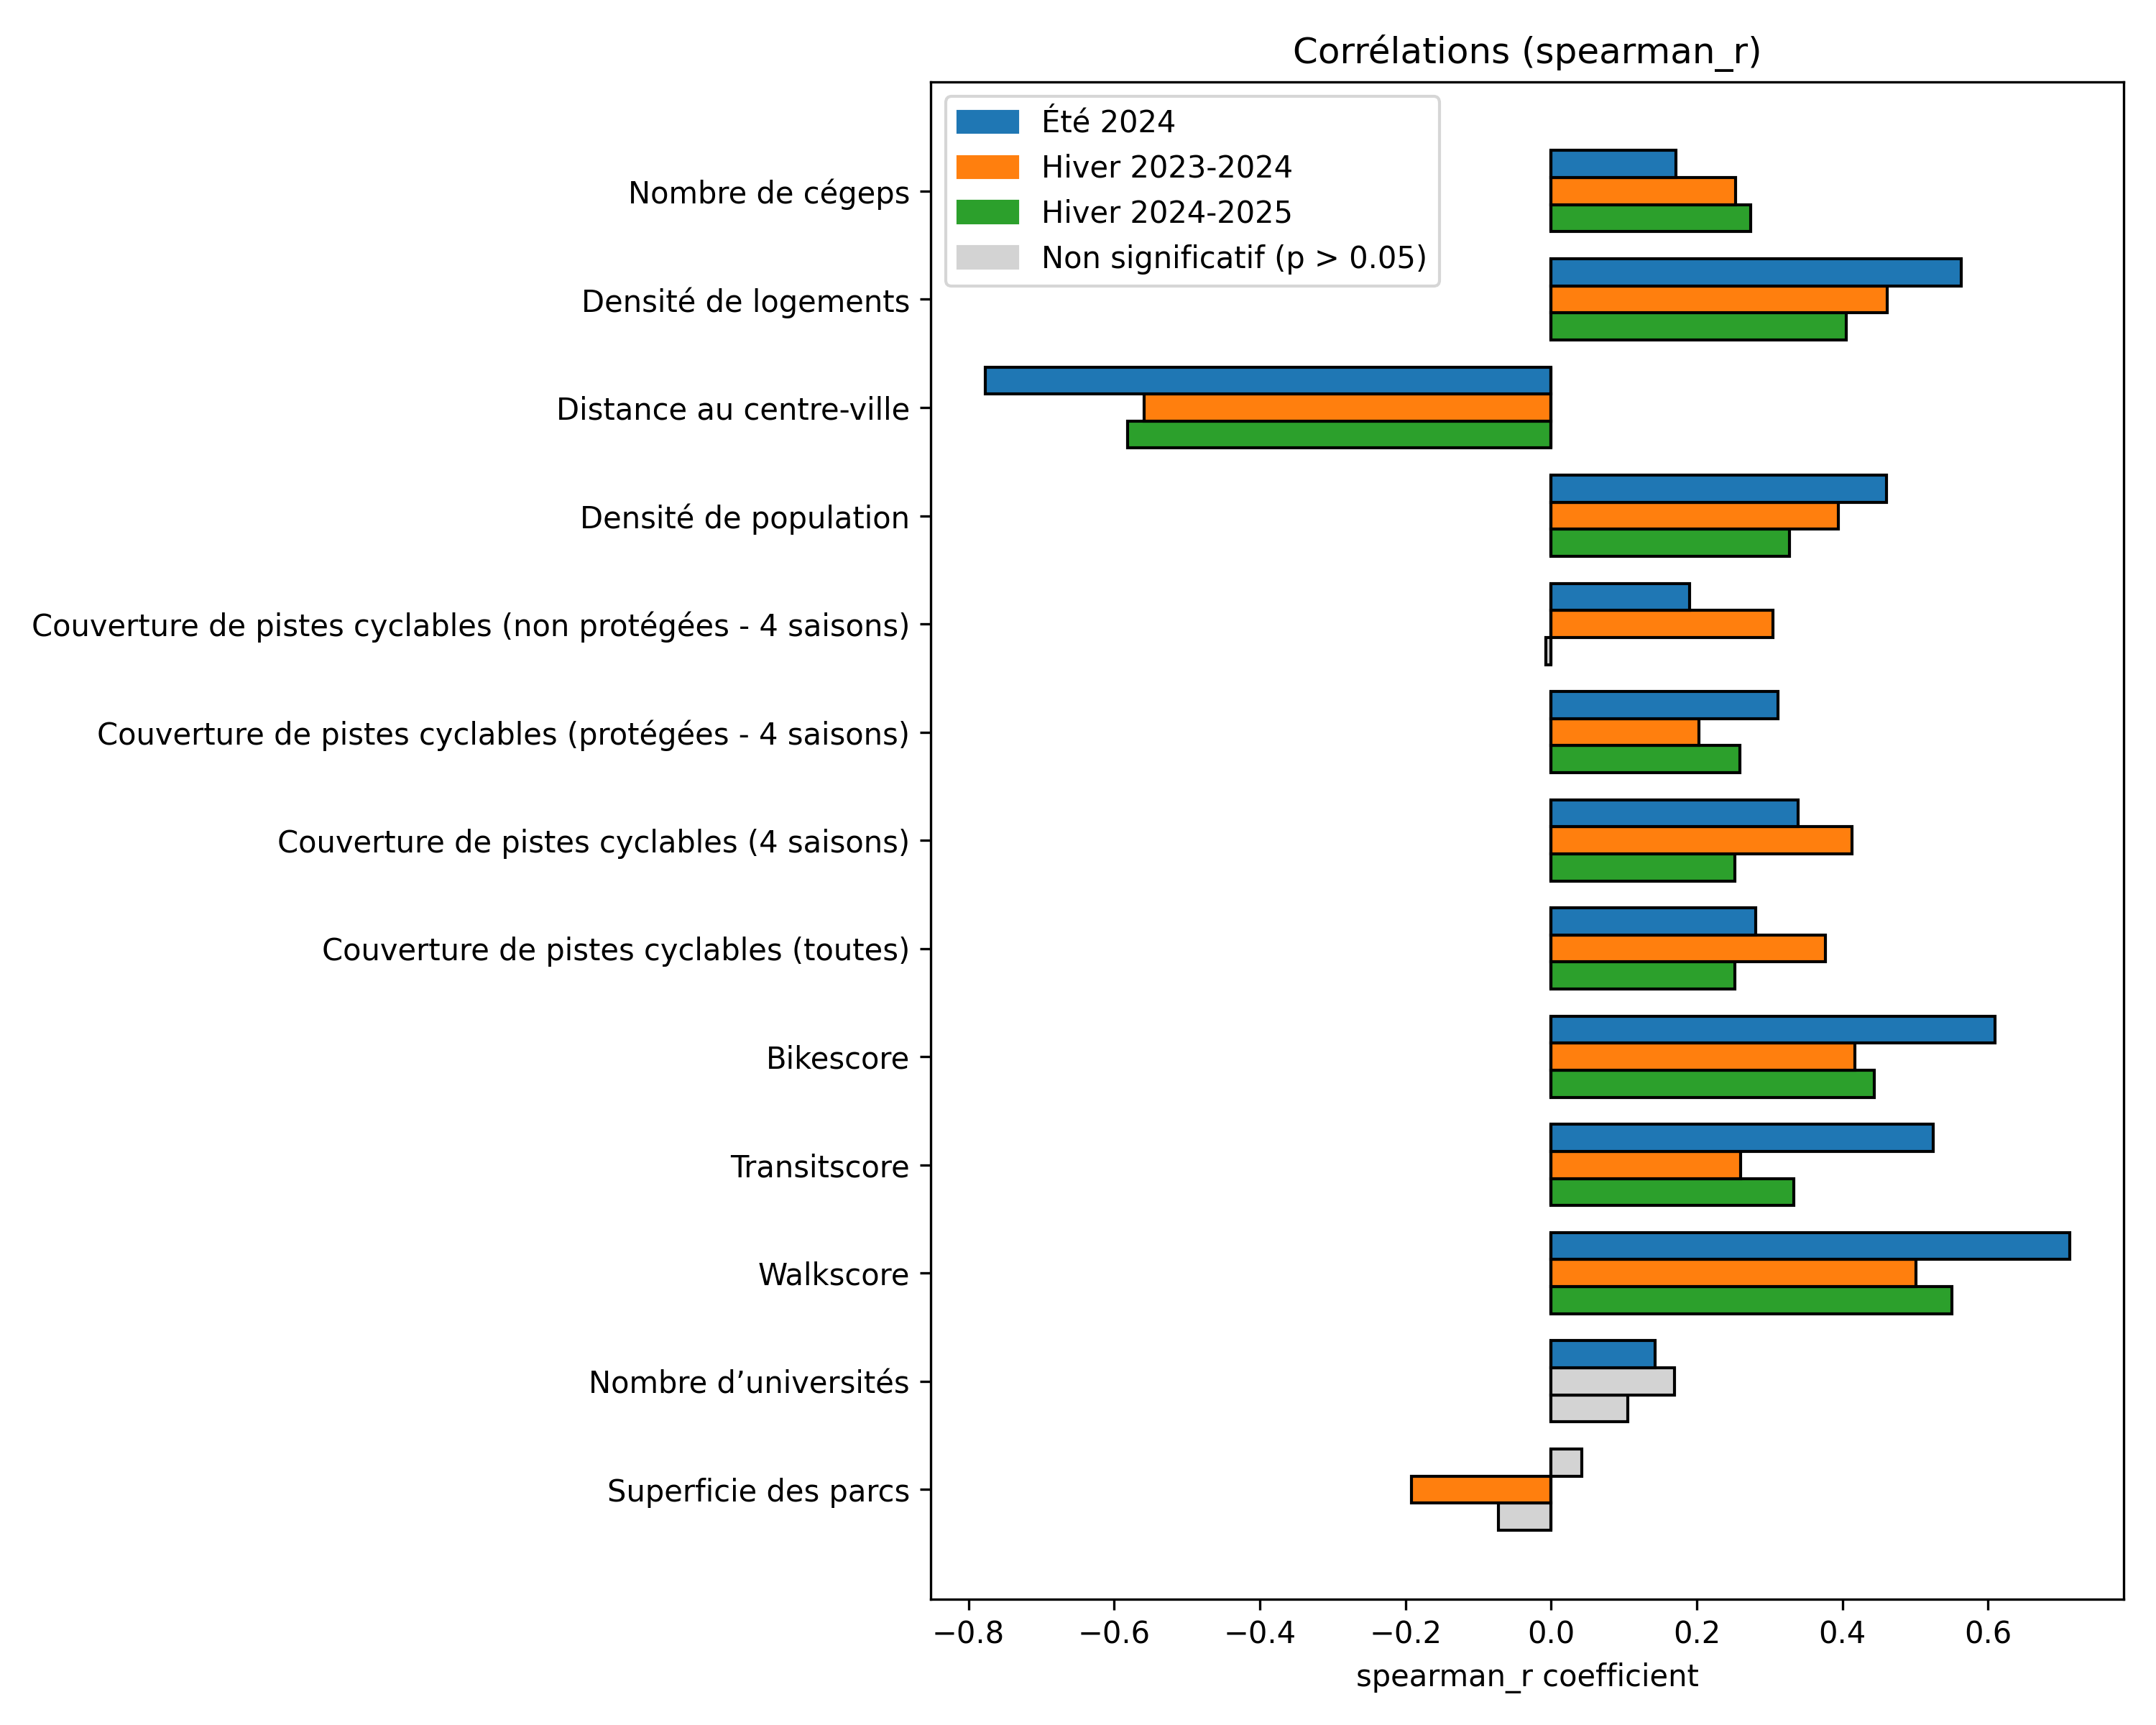 Corrélations (spearman_r)
Été 2024
Hiver 2023-2024
Hiver 2024-2025
Non significatif (p > 0.05)
Nombre de cégeps
Densité de logements
Distance au centre-ville
Densité de population
Couverture de pistes cyclables (non protégées - 4 saisons)
Couverture de pistes cyclables (protégées - 4 saisons)
Couverture de pistes cyclables (4 saisons)
Couverture de pistes cyclables (toutes)
Bikescore
Transitscore
Walkscore
Nombre d’universités
Superficie des parcs
−0.8 −0.6 −0.4 −0.2 0.0 0.2 0.4 0.6
spearman_r coefficient